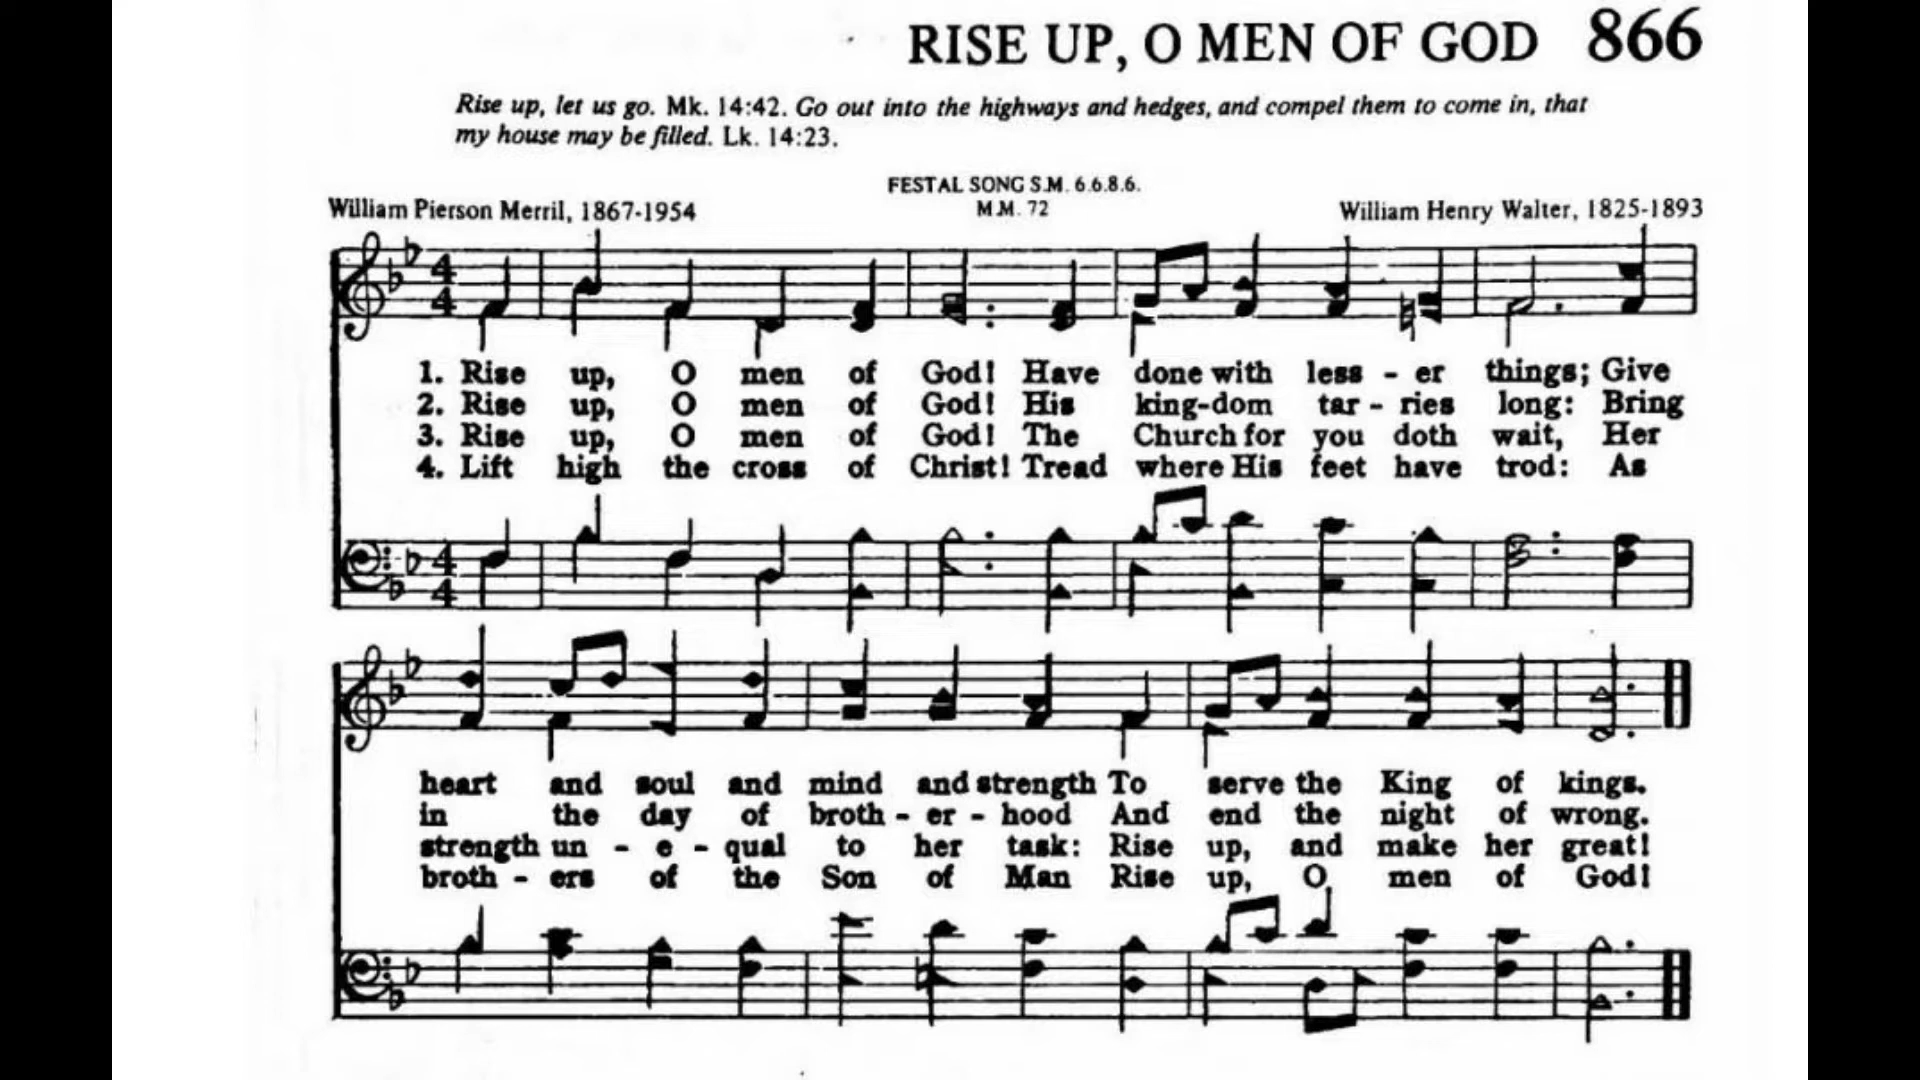 RISE UP, O MEN OF GOD 866
Rise up, let us go. Mk. 14:42. Go out into the highways and hedges, and compel them to come in, that
my house may be filled. Lk. 14:23.
FESTAL SONG S.M. 6.6.8.6.
William Pierson Merril, 1867-1954 M.M. 72 William Henry Walter, 1825-1893
4
4
1. Rise up, O men of God! Have done with less - er things; Give
2. Rise up, O men of God! His king-dom tar - ries long: Bring
3. Rise up, O men of God! The Church for you doth wait, Her
4. Lift high the cross of Christ! Tread where His feet have trod: As
4
4
heart and soul and mind and strength To serve the King of kings.
in the day of broth - er - hood And end the night of wrong.
strength un - e - qual to her task: Rise up, and make her great!
broth - ers of the Son of Man Rise up, O men of God!